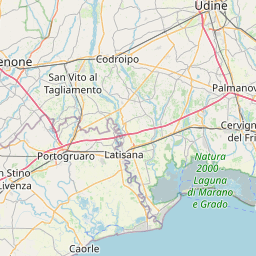 Udine
enone
Codroipo
San Vito al
Tagliamento
Palmanov
Cervign
del Fri
Portogruaro
Latisana
n Stino
Livenza
Natura
2000
Laguna
di Marano
e Grado
Caorle